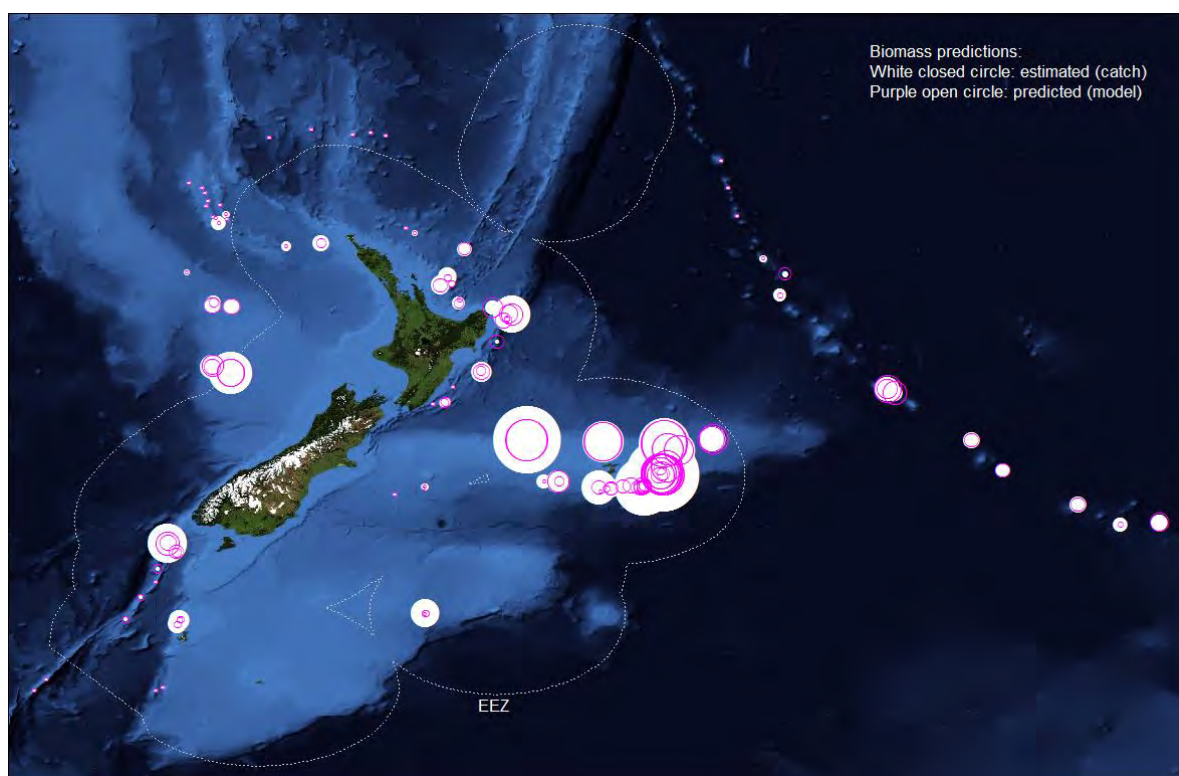 Biomass predictions:
White closed circle: estimated (catch)
Purple open circle: predicted (model)
EEZ